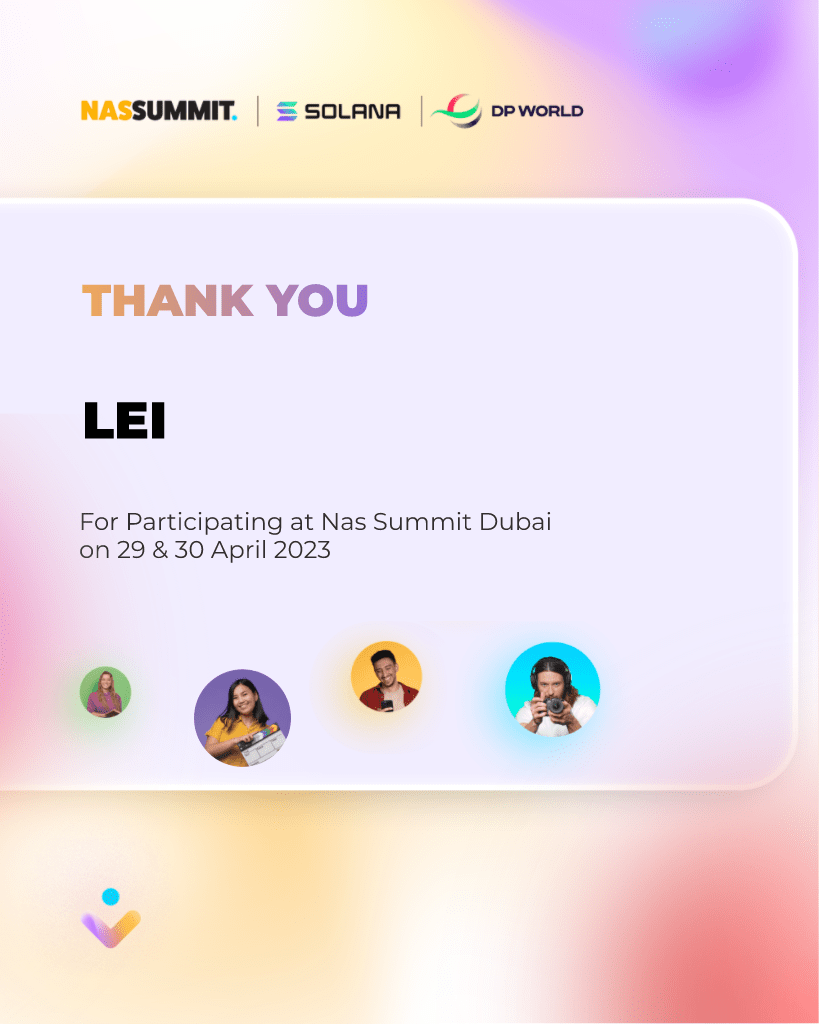 NASSUMMIT. | SOLANA | DP WORLD
THANK YOU
LEI
For Participating at Nas Summit Dubai
on 29 & 30 April 2023